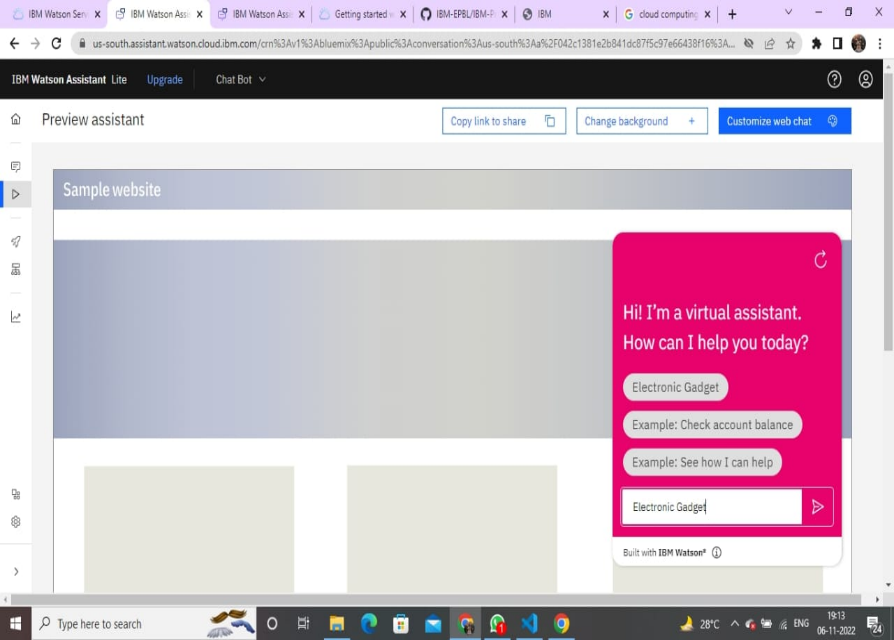 IBM Watson Serv
IBM Watson Assi
IBM Watson Assi
Getting started w
IBM-EPBL/IBM-P
IBM
cloud computing
us-south.assistant.watson.cloud.ibm.com/crn%3Av1%3Abluemix%3Apublic%3Aconversation%3Aus-south%3Aa%2F042c1381e2b841dc87f5c97e66438f16%3A...
IBM Watson Assistant Lite
Upgrade
Chat Bot
Preview assistant
Copy link to share
Change background +
Customize web chat
Sample website
Hi! I'm a virtual assistant.
How can I help you today?
Electronic Gadget
Example: Check account balance
Example: See how I can help
Electronic Gadget
Built with IBM Watson®
Type here to search
28°C
ENG
19:13
06-11-2022
24